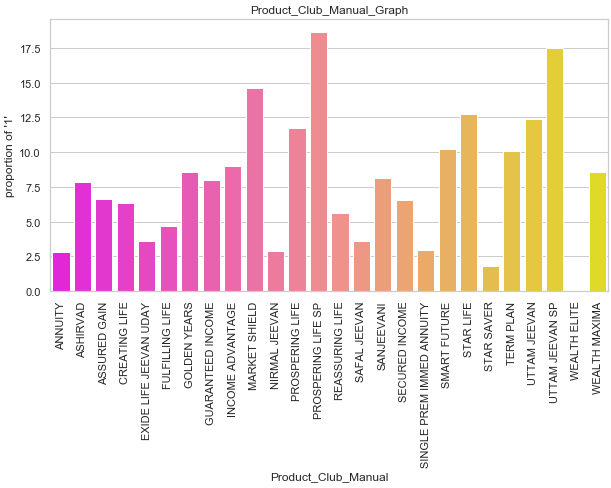 Product_Club_Manual_Graph
proportion of '1'
17.5
15.0
12.5
10.0
7.5
5.0
2.5
0.0
ANNUITY
ASHIRVAD
ASSURED GAIN
CREATING LIFE
EXIDE LIFE JEEVAN UDAY
FULFILLING LIFE
GOLDEN YEARS
GUARANTEED INCOME
INCOME ADVANTAGE
MARKET SHIELD
NIRMAL JEEVAN
PROSPERING LIFE
PROSPERING LIFE SP
REASSURING LIFE
SAFAL JEEVAN
SANJEEVANI
SECURED INCOME
SINGLE PREM IMMED ANNUITY
SMART FUTURE
STAR LIFE
STAR SAVER
TERM PLAN
UTTAM JEEVAN
UTTAM JEEVAN SP
WEALTH ELITE
WEALTH MAXIMA
Product_Club_Manual